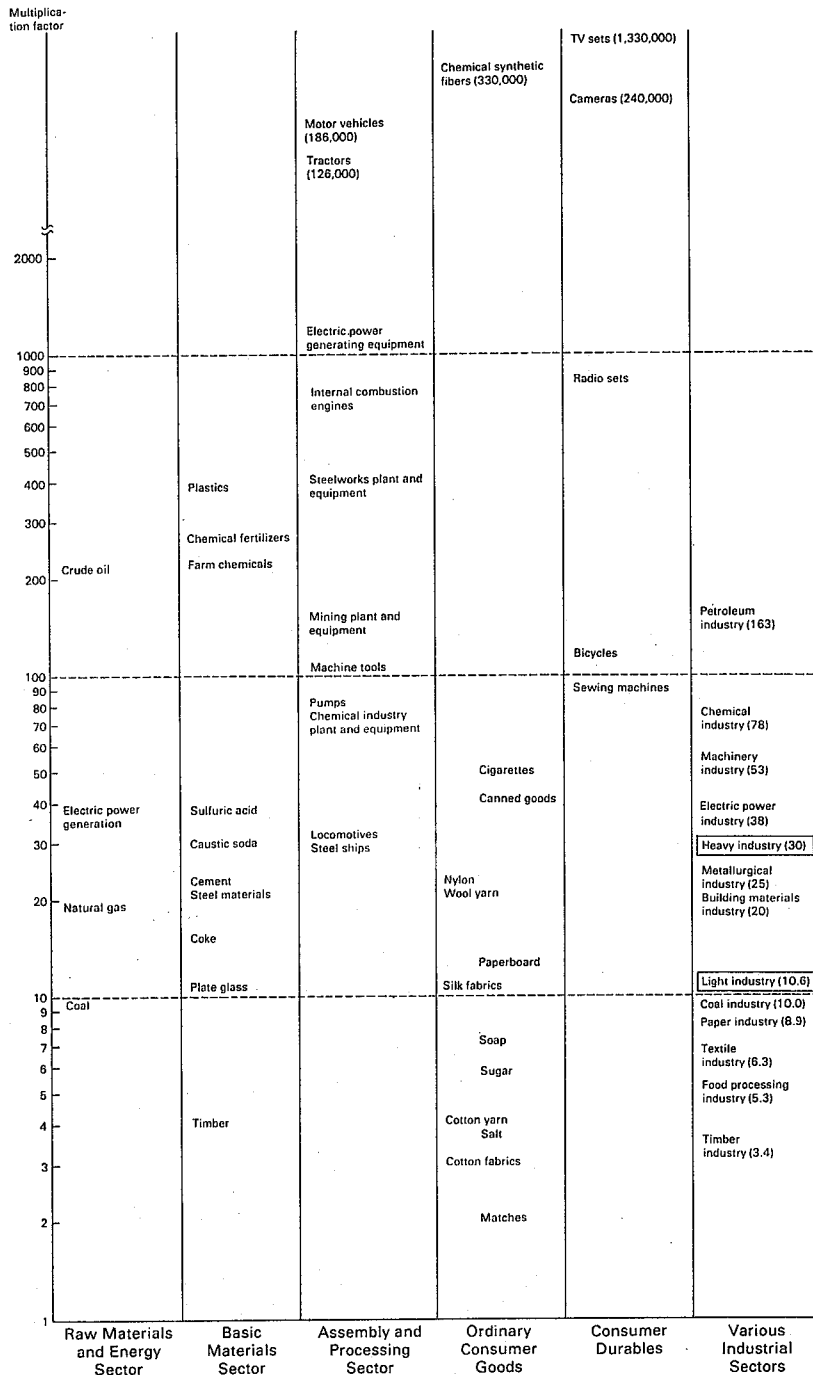 Multiplica-
tion factor
2000
1000
900
800
700
600
500
400
300
200
100
90
80
70
60
50
40
30
20
10
9
8
7
6
5
4
3
2
1
Crude oil
Electric power
generation
Natural gas
Coal
Raw Materials
and Energy
Sector
Plastics
Chemical fertilizers
Farm chemicals
Sulfuric acid
Caustic soda
Cement
Steel materials
Coke
Plate glass
Timber
Basic
Materials
Sector
Motor vehicles
(186,000)
Tractors
(126,000)
Electric power
generating equipment
Internal combustion
engines
Steelworks plant and
equipment
Mining plant and
equipment
Machine tools
Pumps
Chemical industry
plant and equipment
Locomotives
Steel ships
Assembly and
Processing
Sector
Chemical synthetic
fibers (330,000)
Cigarettes
Canned goods
Nylon
Wool yarn
Paperboard
Silk fabrics
Soap
Sugar
Cotton yarn
Salt
Cotton fabrics
Matches
Ordinary
Consumer
Goods
TV sets (1,330,000)
Cameras (240,000)
Radio sets
Bicycles
Sewing machines
Consumer
Durables
Petroleum
industry (163)
Chemical
industry (78)
Machinery
industry (53)
Electric power
industry (38)
Heavy industry (30)
Metallurgical
industry (25)
Building materials
industry (20)
Light industry (10.6)
Coal industry (10.0)
Paper industry (8.9)
Textile
industry (6.3)
Food processing
industry (5.3)
Timber
industry (3.4)
Various
Industrial
Sectors